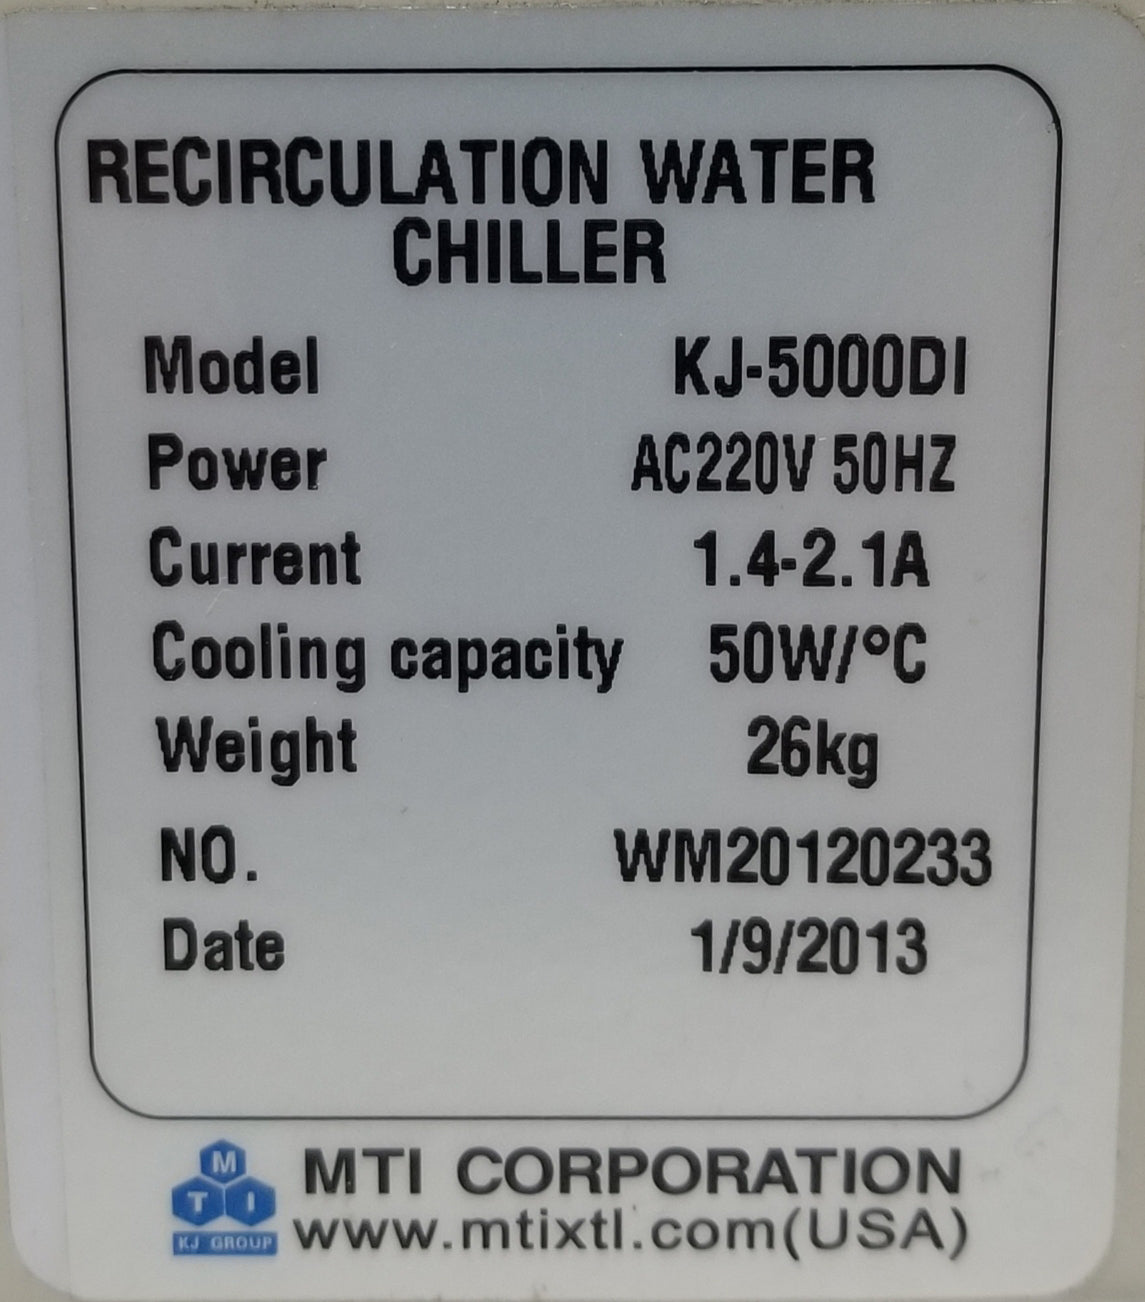 RECIRCULATION WATER
CHILLER
Model KJ-5000DI
Power AC220V 50HZ
Current 1.4-2.1A
Cooling capacity 50W/°C
Weight 26kg
NO. WM20120233
Date 1/9/2013
M
T I
KJ GROUP
MTI CORPORATION
www.mtixtl.com(USA)